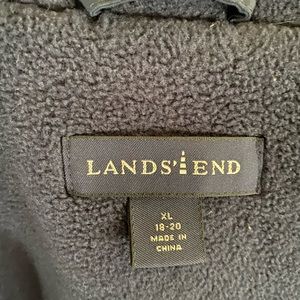 LANDS' END
XL
18-20
MADE IN
CHINA